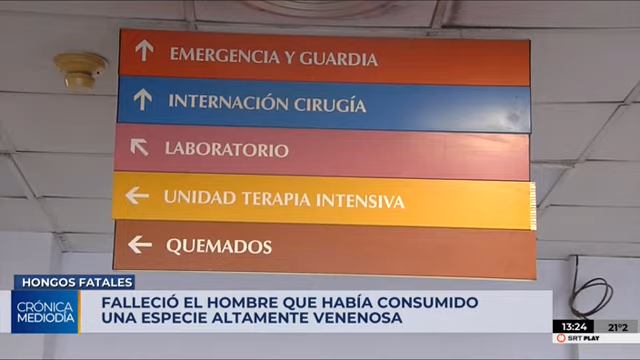 EMERGENCIA Y GUARDIA
INTERNACIÓN CIRUGÍA
LABORATORIO
UNIDAD TERAPIA INTENSIVA
QUEMADOS
HONGOS FATALES
CRÓNICA
MEDIODÍA
FALLECIÓ EL HOMBRE QUE HABÍA CONSUMIDO
UNA ESPECIE ALTAMENTE VENENOSA
13:24 21°2
SRT PLAY